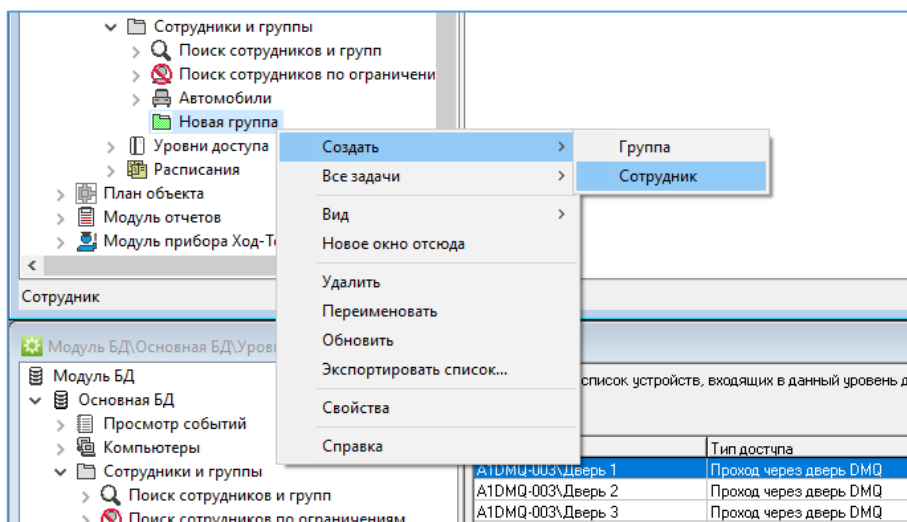 Сотрудники и группы
Поиск сотрудников и групп
Поиск сотрудников по ограничени
Автомобили
Новая группа
Уровни доступа
Расписания
План объекта
Модуль отчетов
Модуль прибора Ход-Т
Сотрудник
Создать
Все задачи
Вид
Новое окно отсюда
Удалить
Переименовать
Обновить
Экспортировать список...
Свойства
Справка
Группа
Сотрудник
Модуль БД\Основная БД\Уров
Модуль БД
Основная БД
Просмотр событий
Компьютеры
Сотрудники и группы
Поиск сотрудников и групп
Поиск сотрудников по ограничениям
список устройств, входящих в данный уровень д
Тип доступа
A1DMQ-003\Дверь 1 Проход через дверь DMQ
A1DMQ-003\Дверь 2 Проход через дверь DMQ
A1DMQ-003\Дверь 3 Проход через дверь DMQ